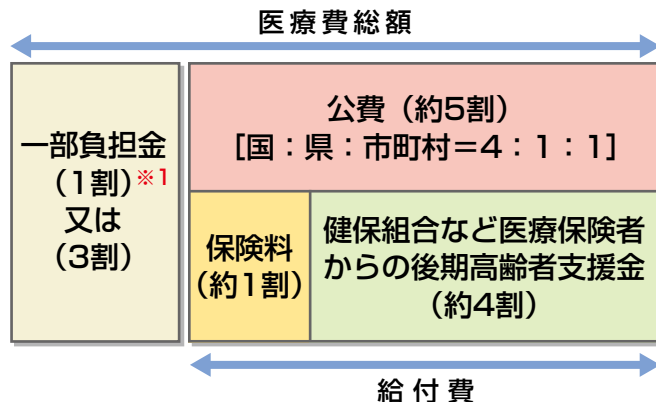 医療費総額
一部負担金
（1割）※1
又は
（3割）
公費（約5割）
［国：県：市町村＝4：1：1］
保険料
（約1割）
健保組合など医療保険者
からの後期高齢者支援金
（約4割）
給付費